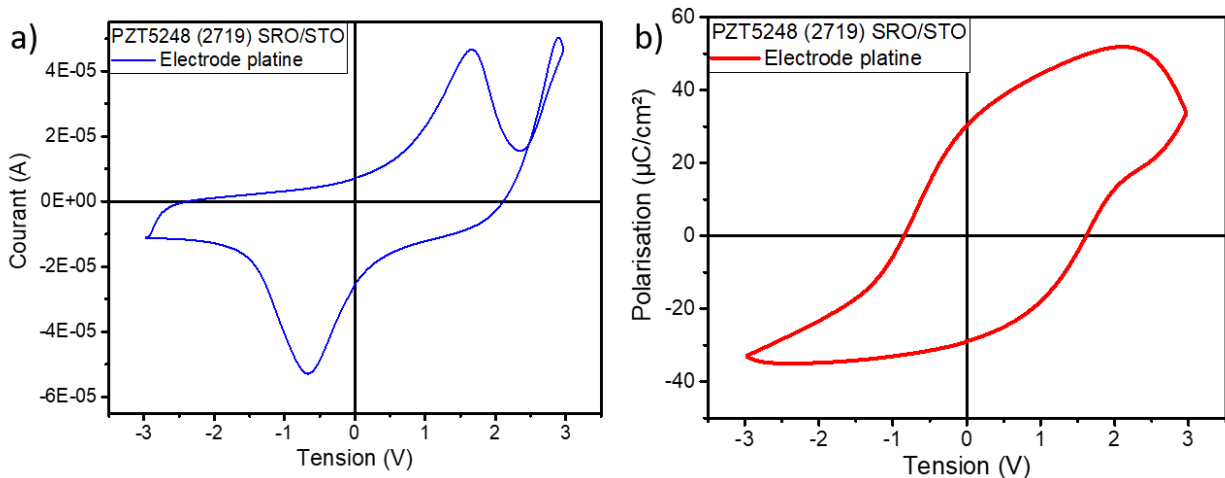 a)
PZT5248 (2719) SRO/STO
Electrode platine
Courant (A)
4E-05
2E-05
0E+00
-2E-05
-4E-05
-6E-05
-3 -2 -1 0 1 2 3
Tension (V)
b)
PZT5248 (2719) SRO/STO
Electrode platine
Polarisation (µC/cm²)
60
40
20
0
-20
-40
-3 -2 -1 0 1 2 3
Tension (V)